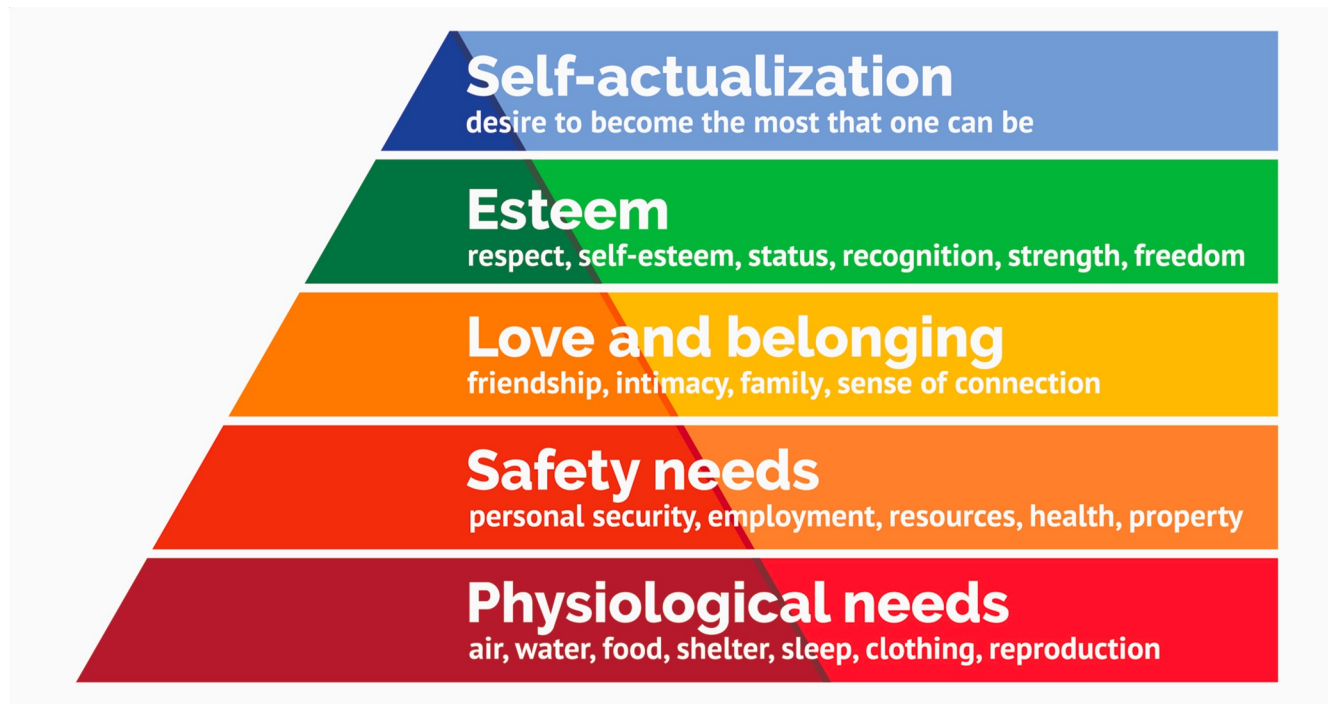 Self-actualization
desire to become the most that one can be
Esteem
respect, self-esteem, status, recognition, strength, freedom
Love and belonging
friendship, intimacy, family, sense of connection
Safety needs
personal security, employment, resources, health, property
Physiological needs
air, water, food, shelter, sleep, clothing, reproduction